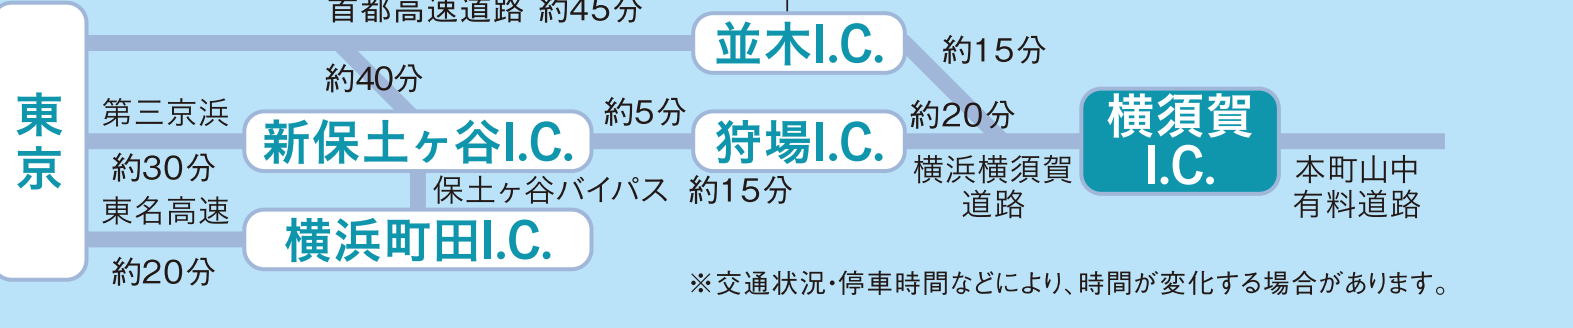 首都高速道路 約45分
並木I.C.
約15分
約40分
東京
第三京浜
約30分
新保土ヶ谷I.C.
約5分
狩場I.C.
約20分
横須賀
I.C.
横浜横須賀
道路
本町山中
有料道路
保土ヶ谷バイパス 約15分
東名高速
約20分
横浜町田I.C.
※交通状況・停車時間などにより、時間が変化する場合があります。